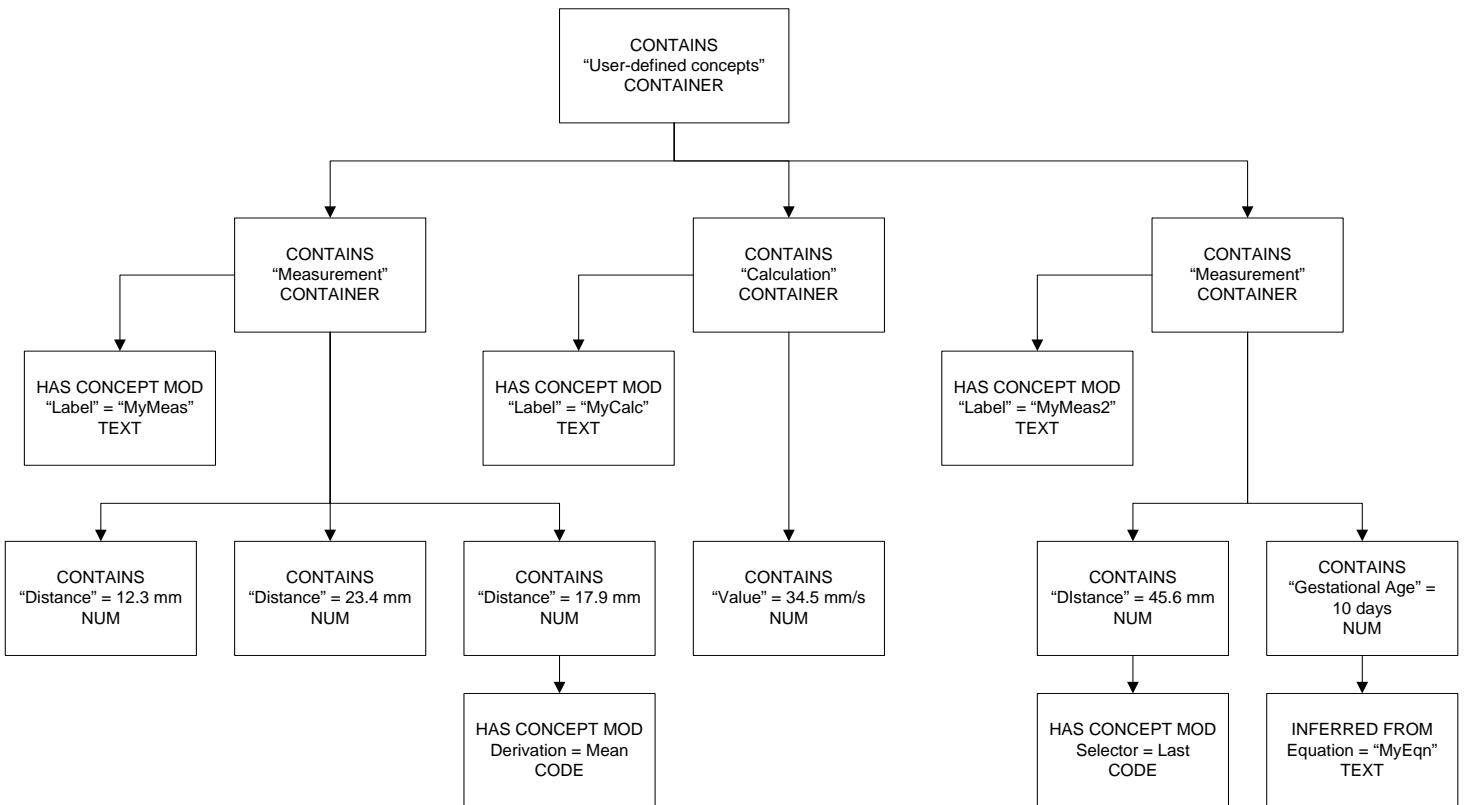 CONTAINS
“User-defined concepts”
CONTAINER
CONTAINS
“Measurement”
CONTAINER
CONTAINS
“Calculation”
CONTAINER
CONTAINS
“Measurement”
CONTAINER
HAS CONCEPT MOD
“Label” = “MyMeas”
TEXT
HAS CONCEPT MOD
“Label” = “MyCalc”
TEXT
HAS CONCEPT MOD
“Label” = “MyMeas2”
TEXT
CONTAINS
“Distance” = 12.3 mm
NUM
CONTAINS
“Distance” = 23.4 mm
NUM
CONTAINS
“Distance” = 17.9 mm
NUM
CONTAINS
“Value” = 34.5 mm/s
NUM
CONTAINS
“DIstance” = 45.6 mm
NUM
CONTAINS
“Gestational Age” =
10 days
NUM
HAS CONCEPT MOD
Derivation = Mean
CODE
HAS CONCEPT MOD
Selector = Last
CODE
INFERRED FROM
Equation = “MyEqn”
TEXT